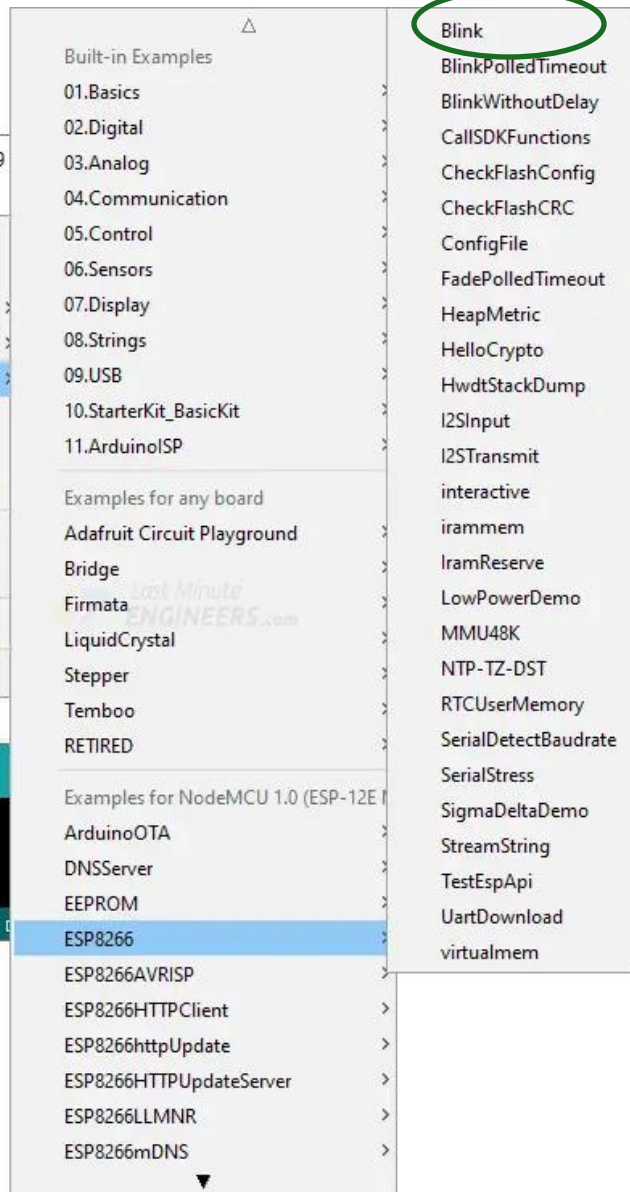 Built-in Examples
01.Basics
02.Digital
03.Analog
04.Communication
05.Control
06.Sensors
07.Display
08.Strings
09.USB
10.StarterKit_BasicKit
11.ArduinoISP
Examples for any board
Adafruit Circuit Playground
Bridge
Last Minute
Firmata
ENGINEERS.com
LiquidCrystal
Stepper
Temboo
RETIRED
Examples for NodeMCU 1.0 (ESP-12E
ArduinoOTA
DNSServer
EEPROM
ESP8266
ESP8266AVRISP
ESP8266HTTPClient
ESP8266httpUpdate
ESP8266HTTPUpdateServer
ESP8266LLMNR
ESP8266mDNS
Blink
BlinkPolledTimeout
BlinkWithoutDelay
CallSDKFunctions
CheckFlashConfig
CheckFlashCRC
ConfigFile
FadePolledTimeout
HeapMetric
HelloCrypto
HwdtStackDump
I2SInput
I2STransmit
interactive
irammem
IramReserve
LowPowerDemo
MMU48K
NTP-TZ-DST
RTCUserMemory
SerialDetectBaudrate
SerialStress
SigmaDeltaDemo
StreamString
TestEspApi
UartDownload
virtualmem